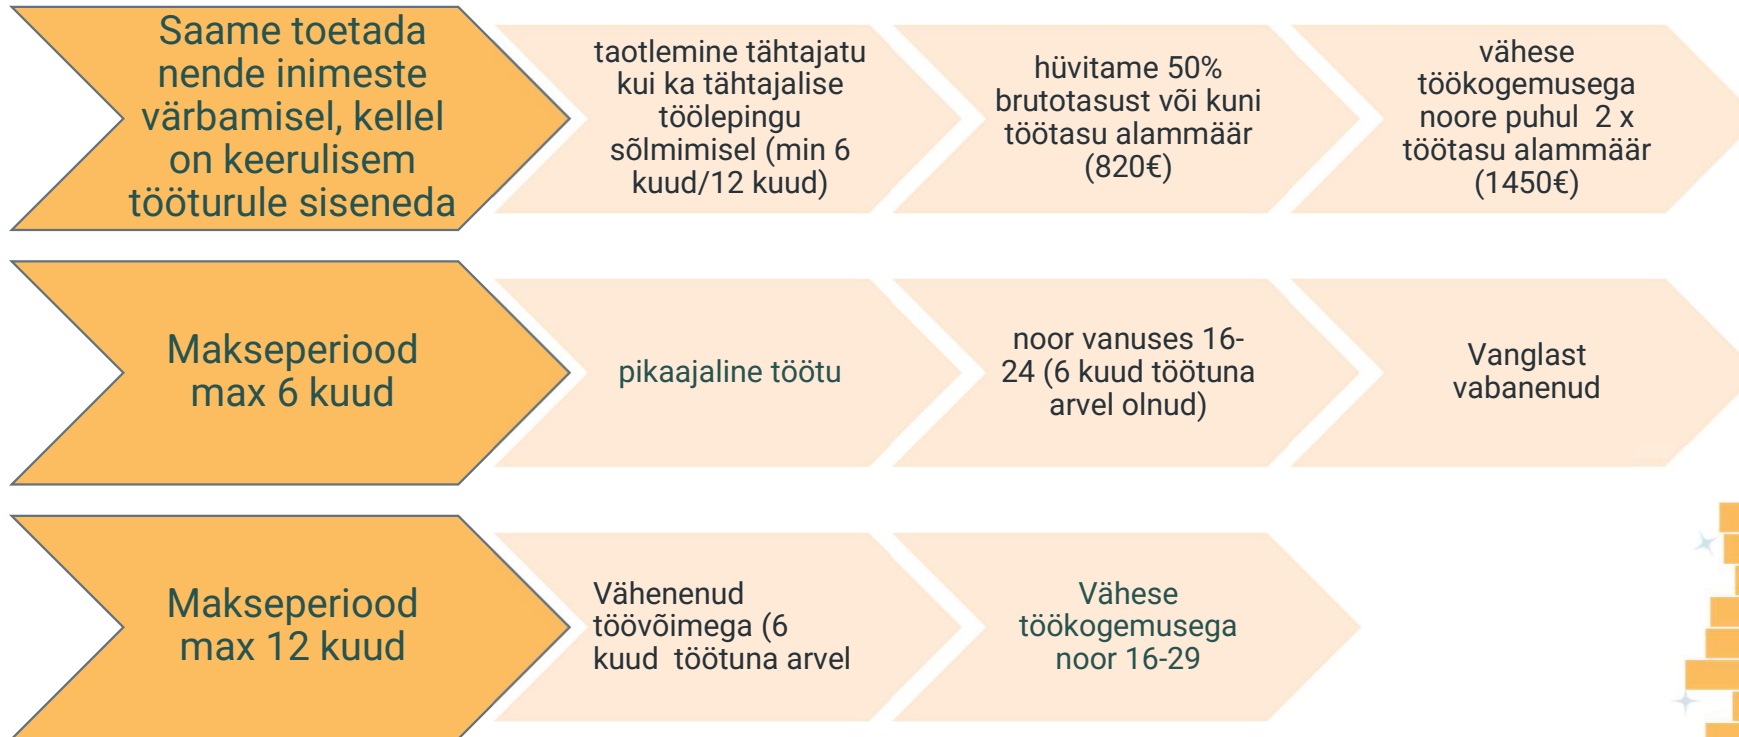 Saame toetada
nende inimeste
värbamisel, kellel
on keerulisem
tööturule siseneda
taotlemine tähtajatu
kui ka tähtajalise
töölepingu
sõlmimisel (min 6
kuud/12 kuud)
hüvitame 50%
brutotasust või kuni
töötasu alammäär
(820€)
vähese
töökogemusega
noore puhul  2 x
töötasu alammäär
(1450€)
Makseperiood
max 6 kuud
pikaajaline töötu
noor vanuses 16-
24 (6 kuud töötuna
arvel olnud)
Vanglast
vabanenud
Makseperiood
max 12 kuud
Vähenenud
töövõimega (6
kuud  töötuna arvel
Vähese
töökogemusega
noor 16-29